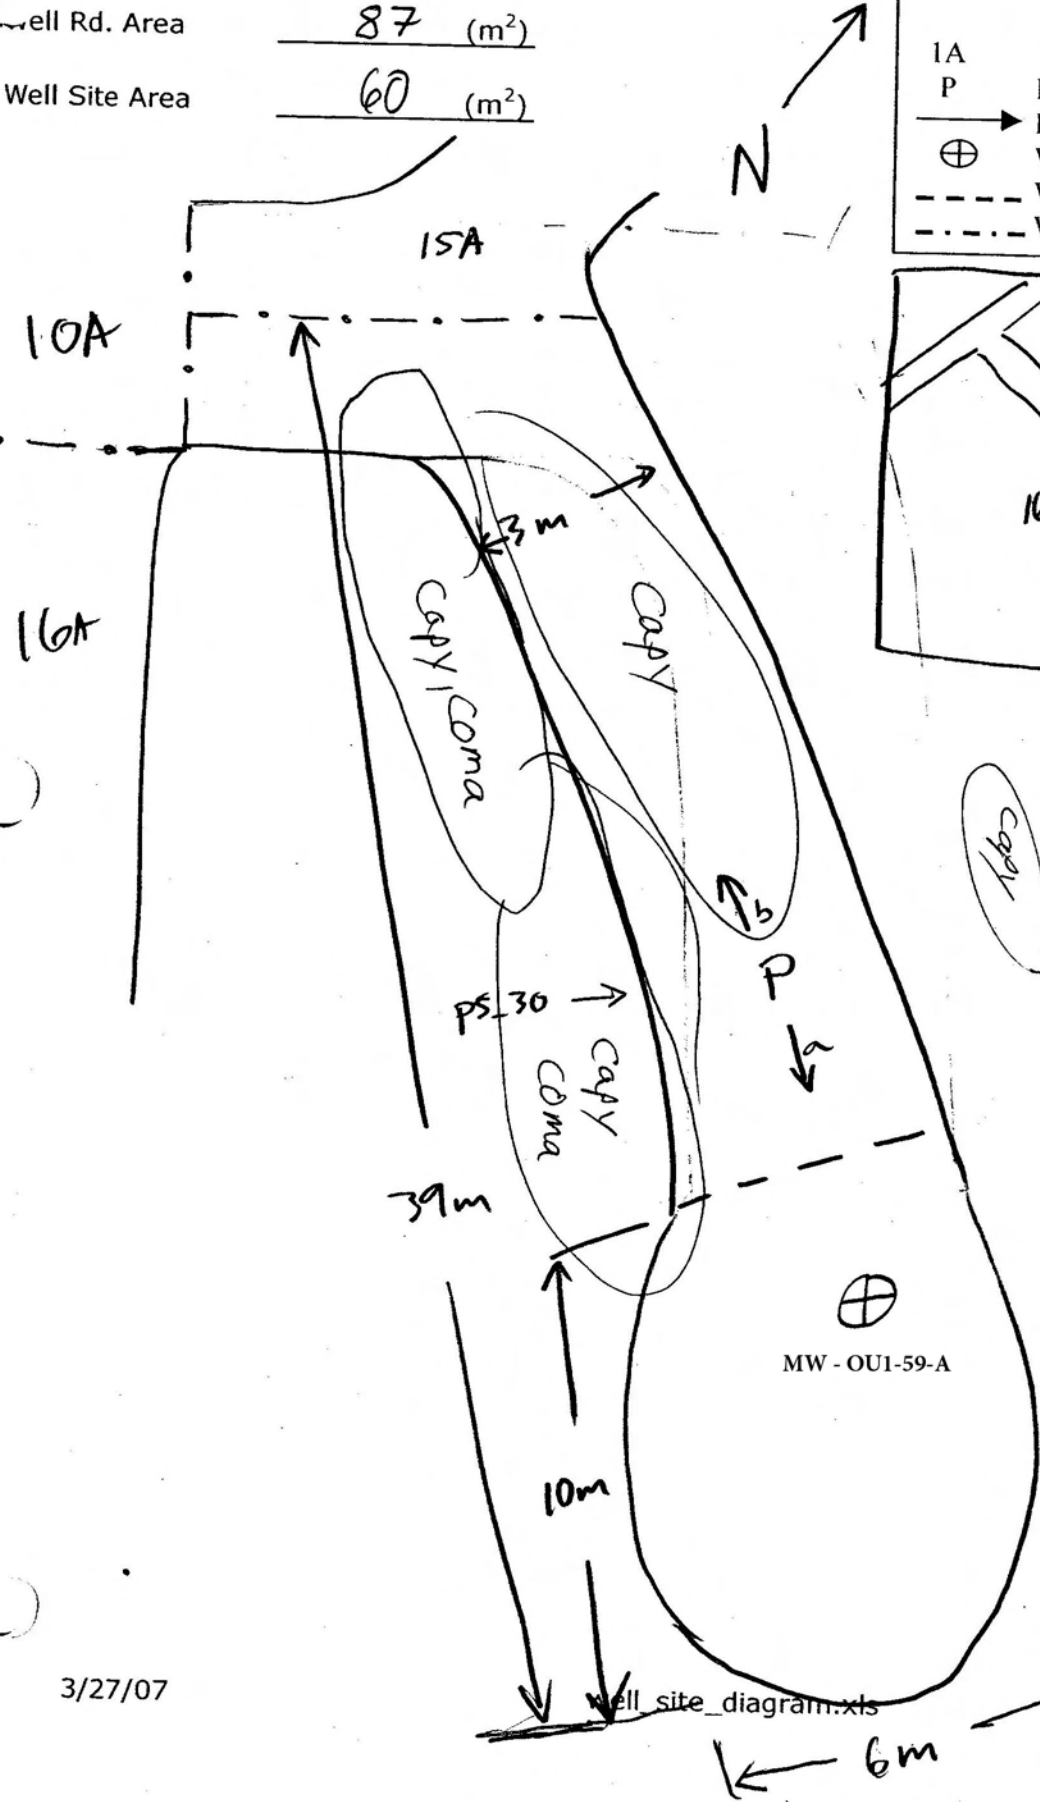 ell Rd. Area 87 (m²)
Well Site Area 60 (m²)
N
1A
P
15A
10A
16A
3m
Capy, Coma
Capy
Capy
b
P
a
ps_30
Capy
Coma
39m
MW - OU1-59-A
10m
3/27/07
ell_site_diagram.xls
6m